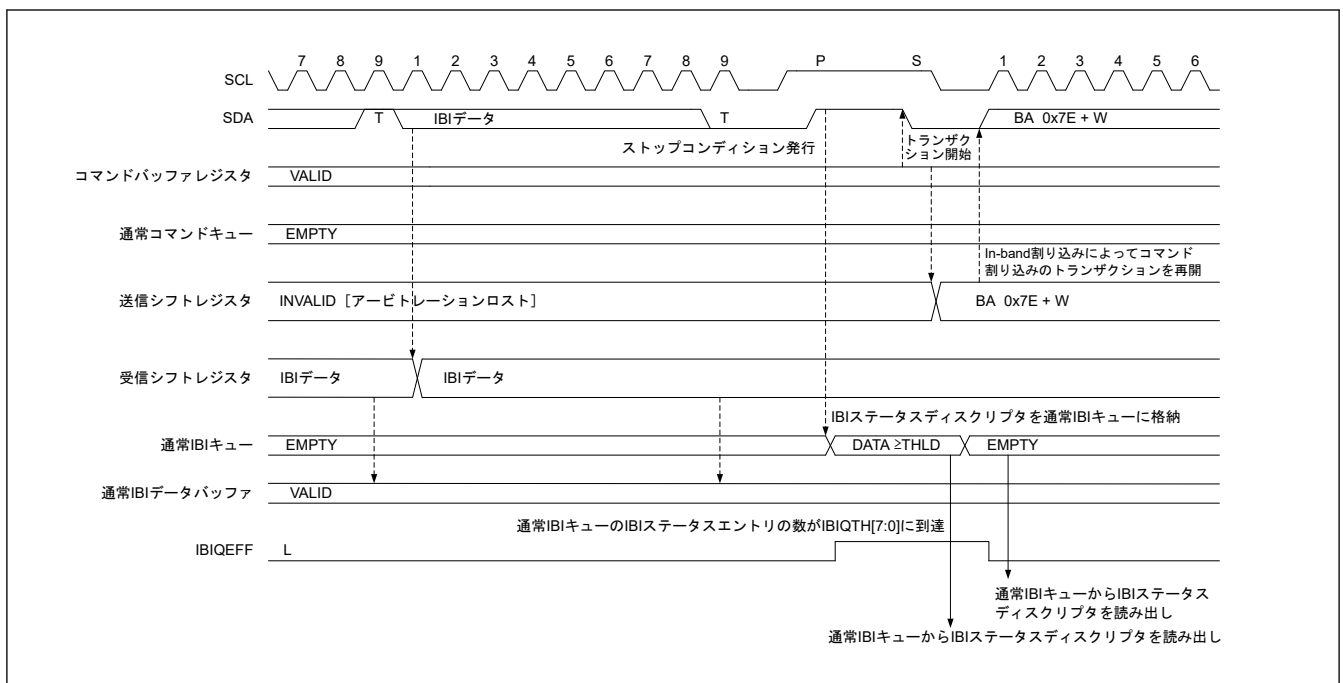 7 8 9 1 2 3 4 5 6 7 8 9 P S 1 2 3 4 5 6
SCL
SDA T IBIデータ T BA 0x7E + W
ストップコンディション発行
トランザク
ション開始
コマンドバッファレジスタ VALID
通常コマンドキュー EMPTY
In-band割り込みによってコマンド
割り込みのトランザクションを再開
送信シフトレジスタ INVALID［アービトレーションロスト］ BA 0x7E + W
受信シフトレジスタ IBIデータ IBIデータ
IBIステータスディスクリプタを通常IBIキューに格納
通常IBIキュー EMPTY DATA ≥THLD EMPTY
通常IBIデータバッファ VALID
通常IBIキューのIBIステータスエントリの数がIBIQTH[7:0]に到達
IBIQEFF L
通常IBIキューからIBIステータス
ディスクリプタを読み出し
通常IBIキューからIBIステータスディスクリプタを読み出し